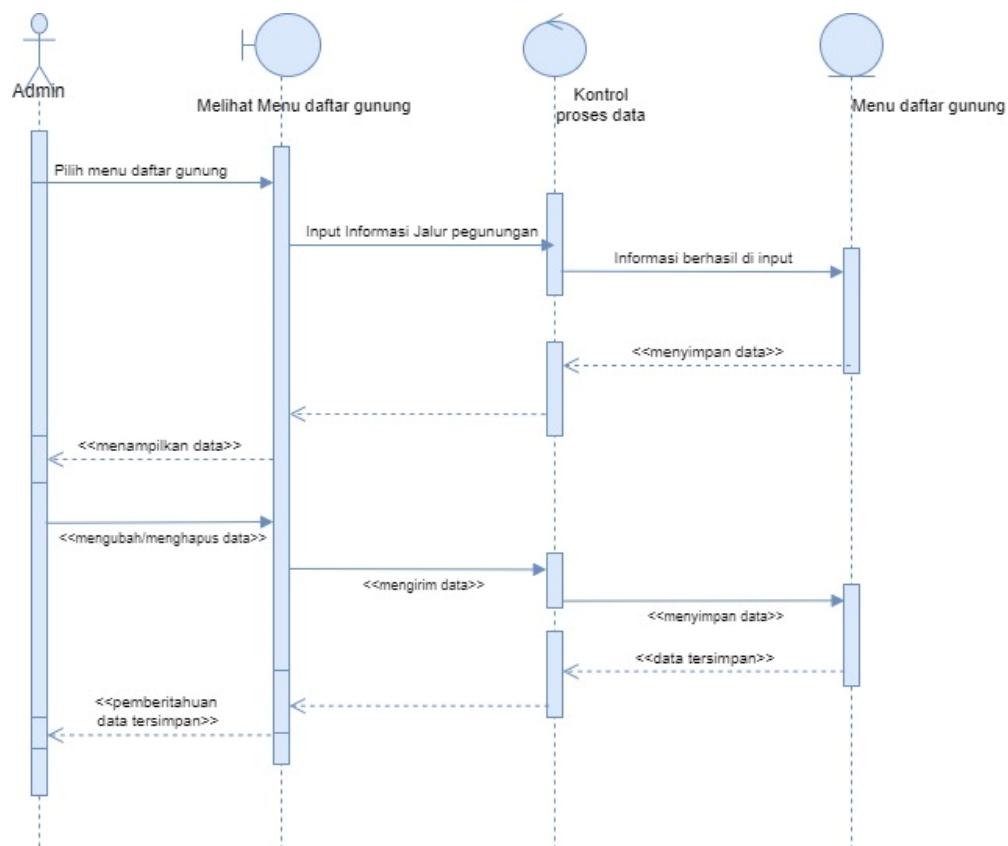 Admin
Melihat Menu daftar gunung
Kontrol
proses data
Menu daftar gunung
Pilih menu daftar gunung
Input Informasi Jalur pegunungan
Informasi berhasil di input
<<menyimpan data>>
<<menampilkan data>>
<<mengubah/menghapus data>>
<<mengirim data>>
<<menyimpan data>>
<<data tersimpan>>
<<pemberitahuan
data tersimpan>>